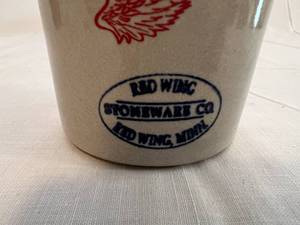 RED WING
STONEWARE CO.
RED WING, MINN.